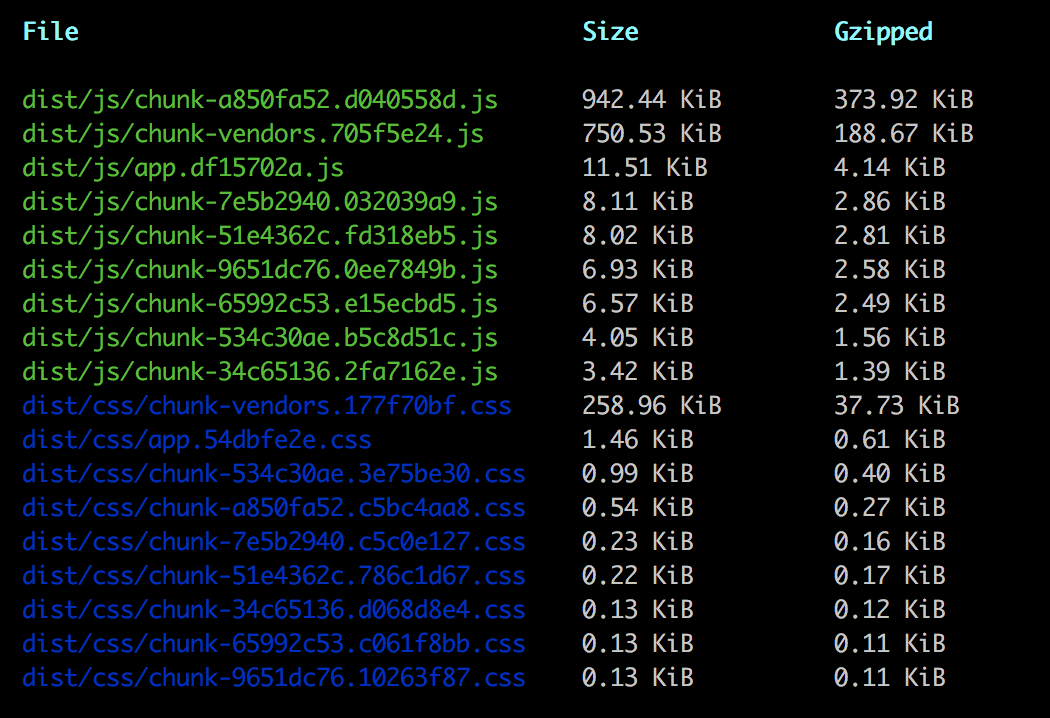 File Size Gzipped
dist/js/chunk-a850fa52.d040558d.js 942.44 KiB 373.92 KiB
dist/js/chunk-vendors.705f5e24.js 750.53 KiB 188.67 KiB
dist/js/app.df15702a.js 11.51 KiB 4.14 KiB
dist/js/chunk-7e5b2940.032039a9.js 8.11 KiB 2.86 KiB
dist/js/chunk-51e4362c.fd318eb5.js 8.02 KiB 2.81 KiB
dist/js/chunk-9651dc76.0ee7849b.js 6.93 KiB 2.58 KiB
dist/js/chunk-65992c53.e15ecbd5.js 6.57 KiB 2.49 KiB
dist/js/chunk-534c30ae.b5c8d51c.js 4.05 KiB 1.56 KiB
dist/js/chunk-34c65136.2fa7162e.js 3.42 KiB 1.39 KiB
dist/css/chunk-vendors.177f70bf.css 258.96 KiB 37.73 KiB
dist/css/app.54dbfe2e.css 1.46 KiB 0.61 KiB
dist/css/chunk-534c30ae.3e75be30.css 0.99 KiB 0.40 KiB
dist/css/chunk-a850fa52.c5bc4aa8.css 0.54 KiB 0.27 KiB
dist/css/chunk-7e5b2940.c5c0e127.css 0.23 KiB 0.16 KiB
dist/css/chunk-51e4362c.786c1d67.css 0.22 KiB 0.17 KiB
dist/css/chunk-34c65136.d068d8e4.css 0.13 KiB 0.12 KiB
dist/css/chunk-65992c53.c061f8bb.css 0.13 KiB 0.11 KiB
dist/css/chunk-9651dc76.10263f87.css 0.13 KiB 0.11 KiB